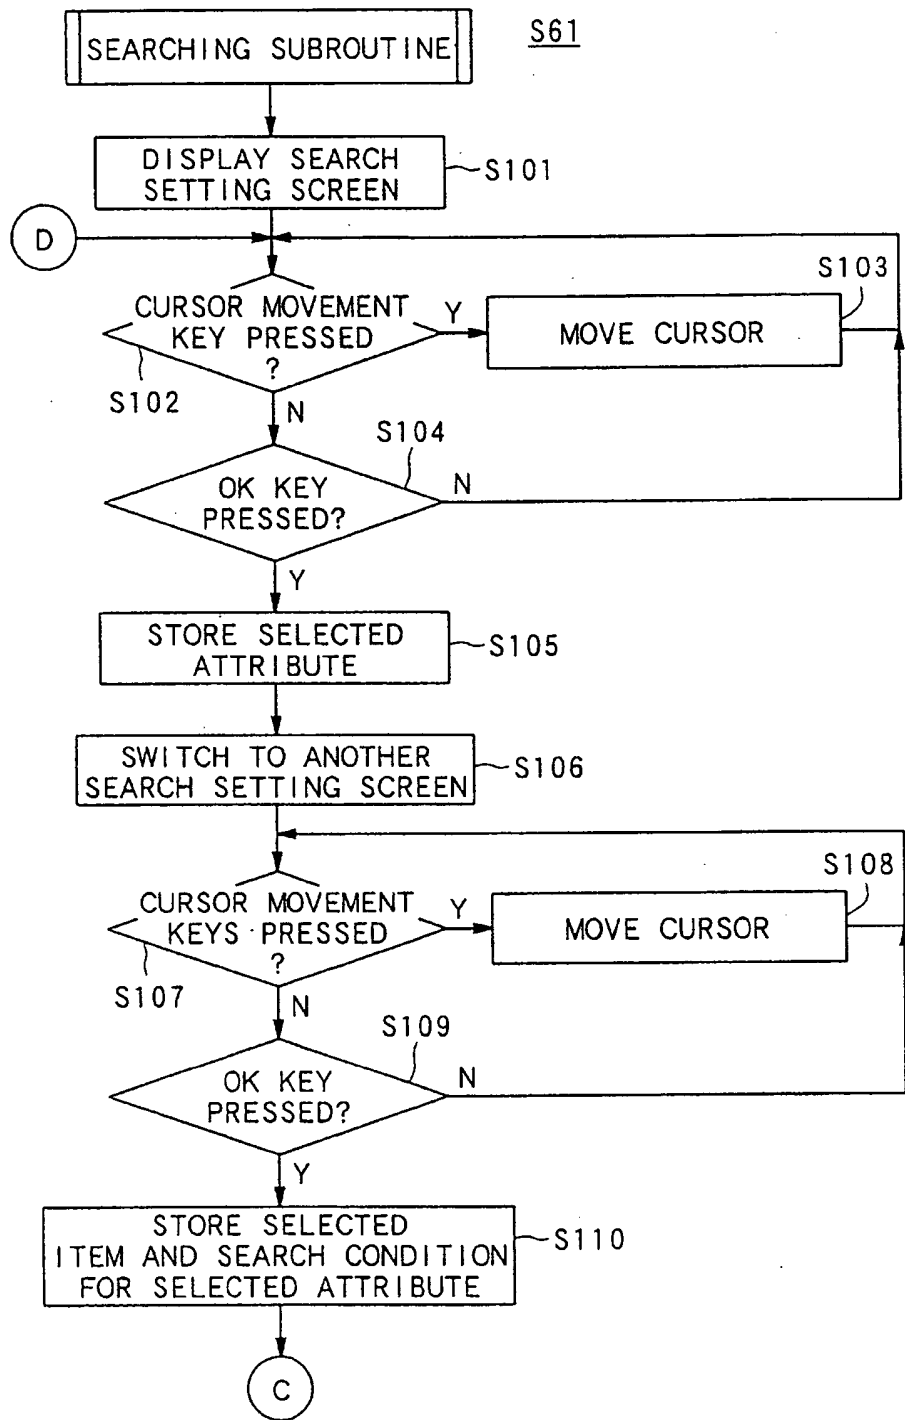 SEARCHING SUBROUTINE
S61
DISPLAY SEARCH
SETTING SCREEN
S101
D
CURSOR MOVEMENT
KEY PRESSED
?
Y
S103
MOVE CURSOR
S102
N
S104
OK KEY
PRESSED?
N
Y
STORE SELECTED
ATTRIBUTE
S105
SWITCH TO ANOTHER
SEARCH SETTING SCREEN
S106
CURSOR MOVEMENT
KEYS PRESSED
?
Y
S108
MOVE CURSOR
S107
N
S109
OK KEY
PRESSED?
N
Y
STORE SELECTED
ITEM AND SEARCH CONDITION
FOR SELECTED ATTRIBUTE
S110
C